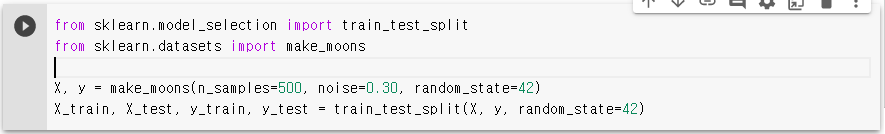 from sklearn.model_selection import train_test_split
from sklearn.datasets import make_moons
X, y = make_moons(n_samples=500, noise=0.30, random_state=42)
X_train, X_test, y_train, y_test = train_test_split(X, y, random_state=42)